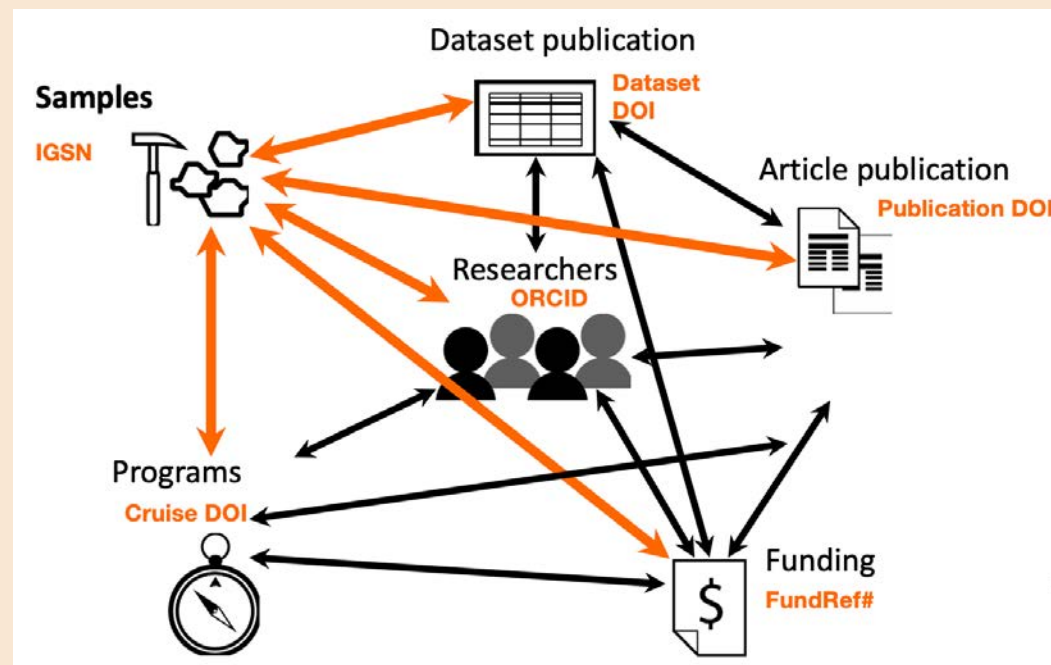 Dataset publication
Dataset
DOI
Samples
IGSN
Article publication
Publication DOI
Researchers
ORCID
Programs
Cruise DOI
Funding
FundRef#
$